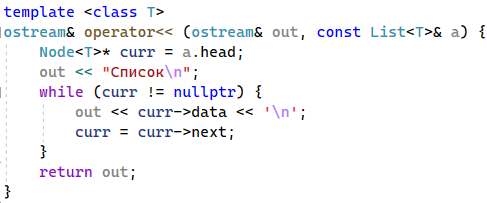 template <class T>
ostream& operator<< (ostream& out, const List<T>& a) {
    Node<T>* curr = a.head;
    out << "Список\n";
    while (curr != nullptr) {
        out << curr->data << '\n';
        curr = curr->next;
    }
    return out;
}